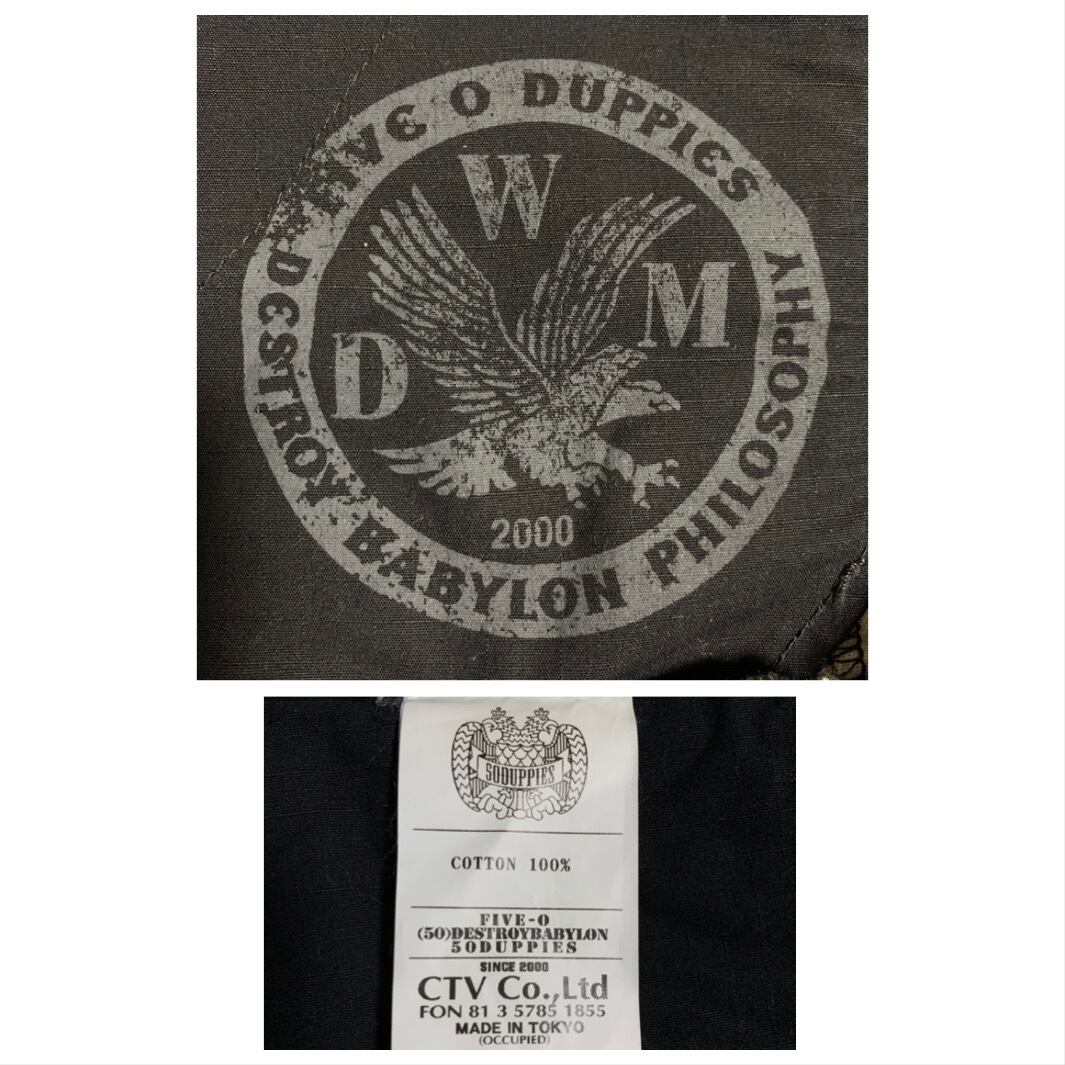 FIVE O DUPPIES
W
D
M
2000
DESTROY BABYLON PHILOSOPHY
50DUPPIES
COTTON 100%
FIVE-O
(50)DESTROYBABYLON
50DUPPIES
SINCE 2000
CTV Co.,Ltd
FON 81 3 5785 1855
MADE IN TOKYO
(OCCUPIED)